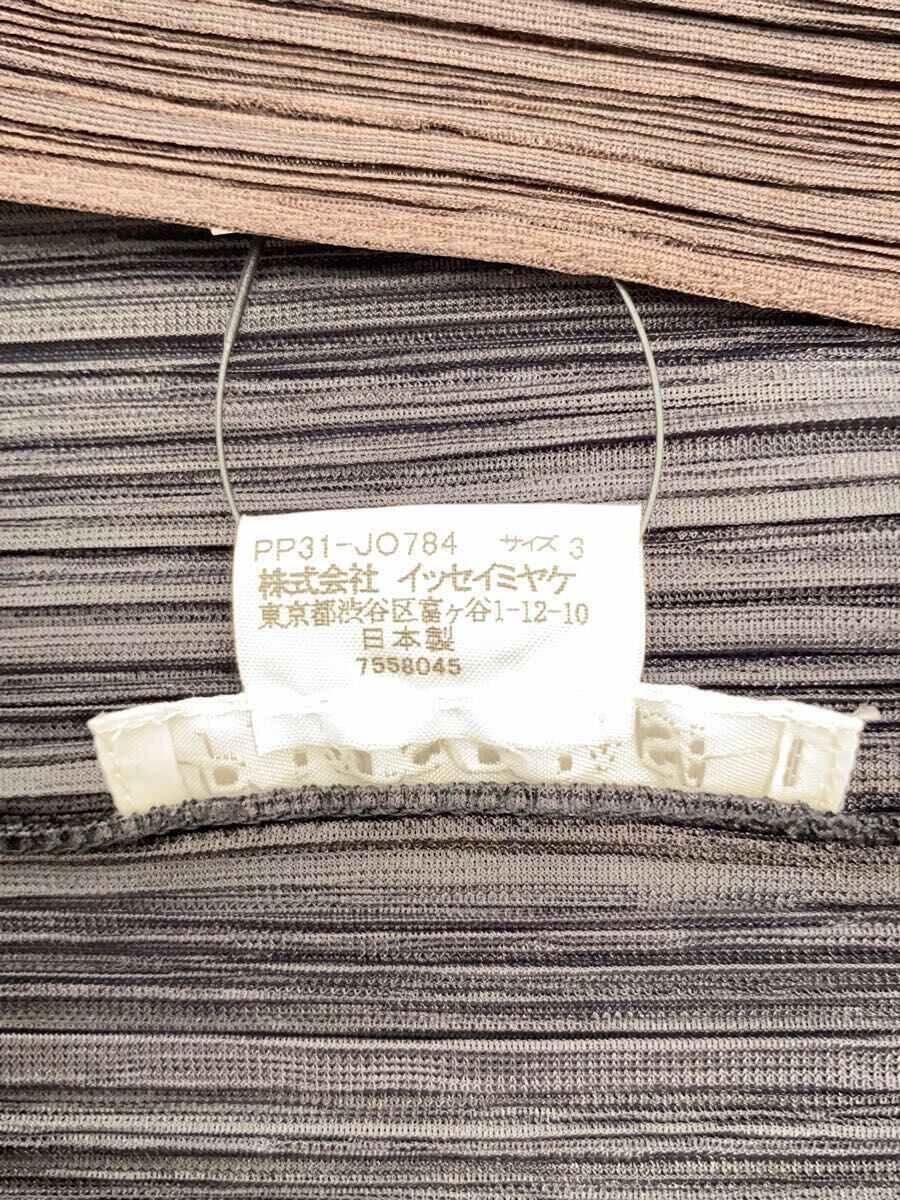 PP31-JO784 サイズ 3
株式会社 イッセイミヤケ
東京都渋谷区富ヶ谷1-12-10
日本製
7558045